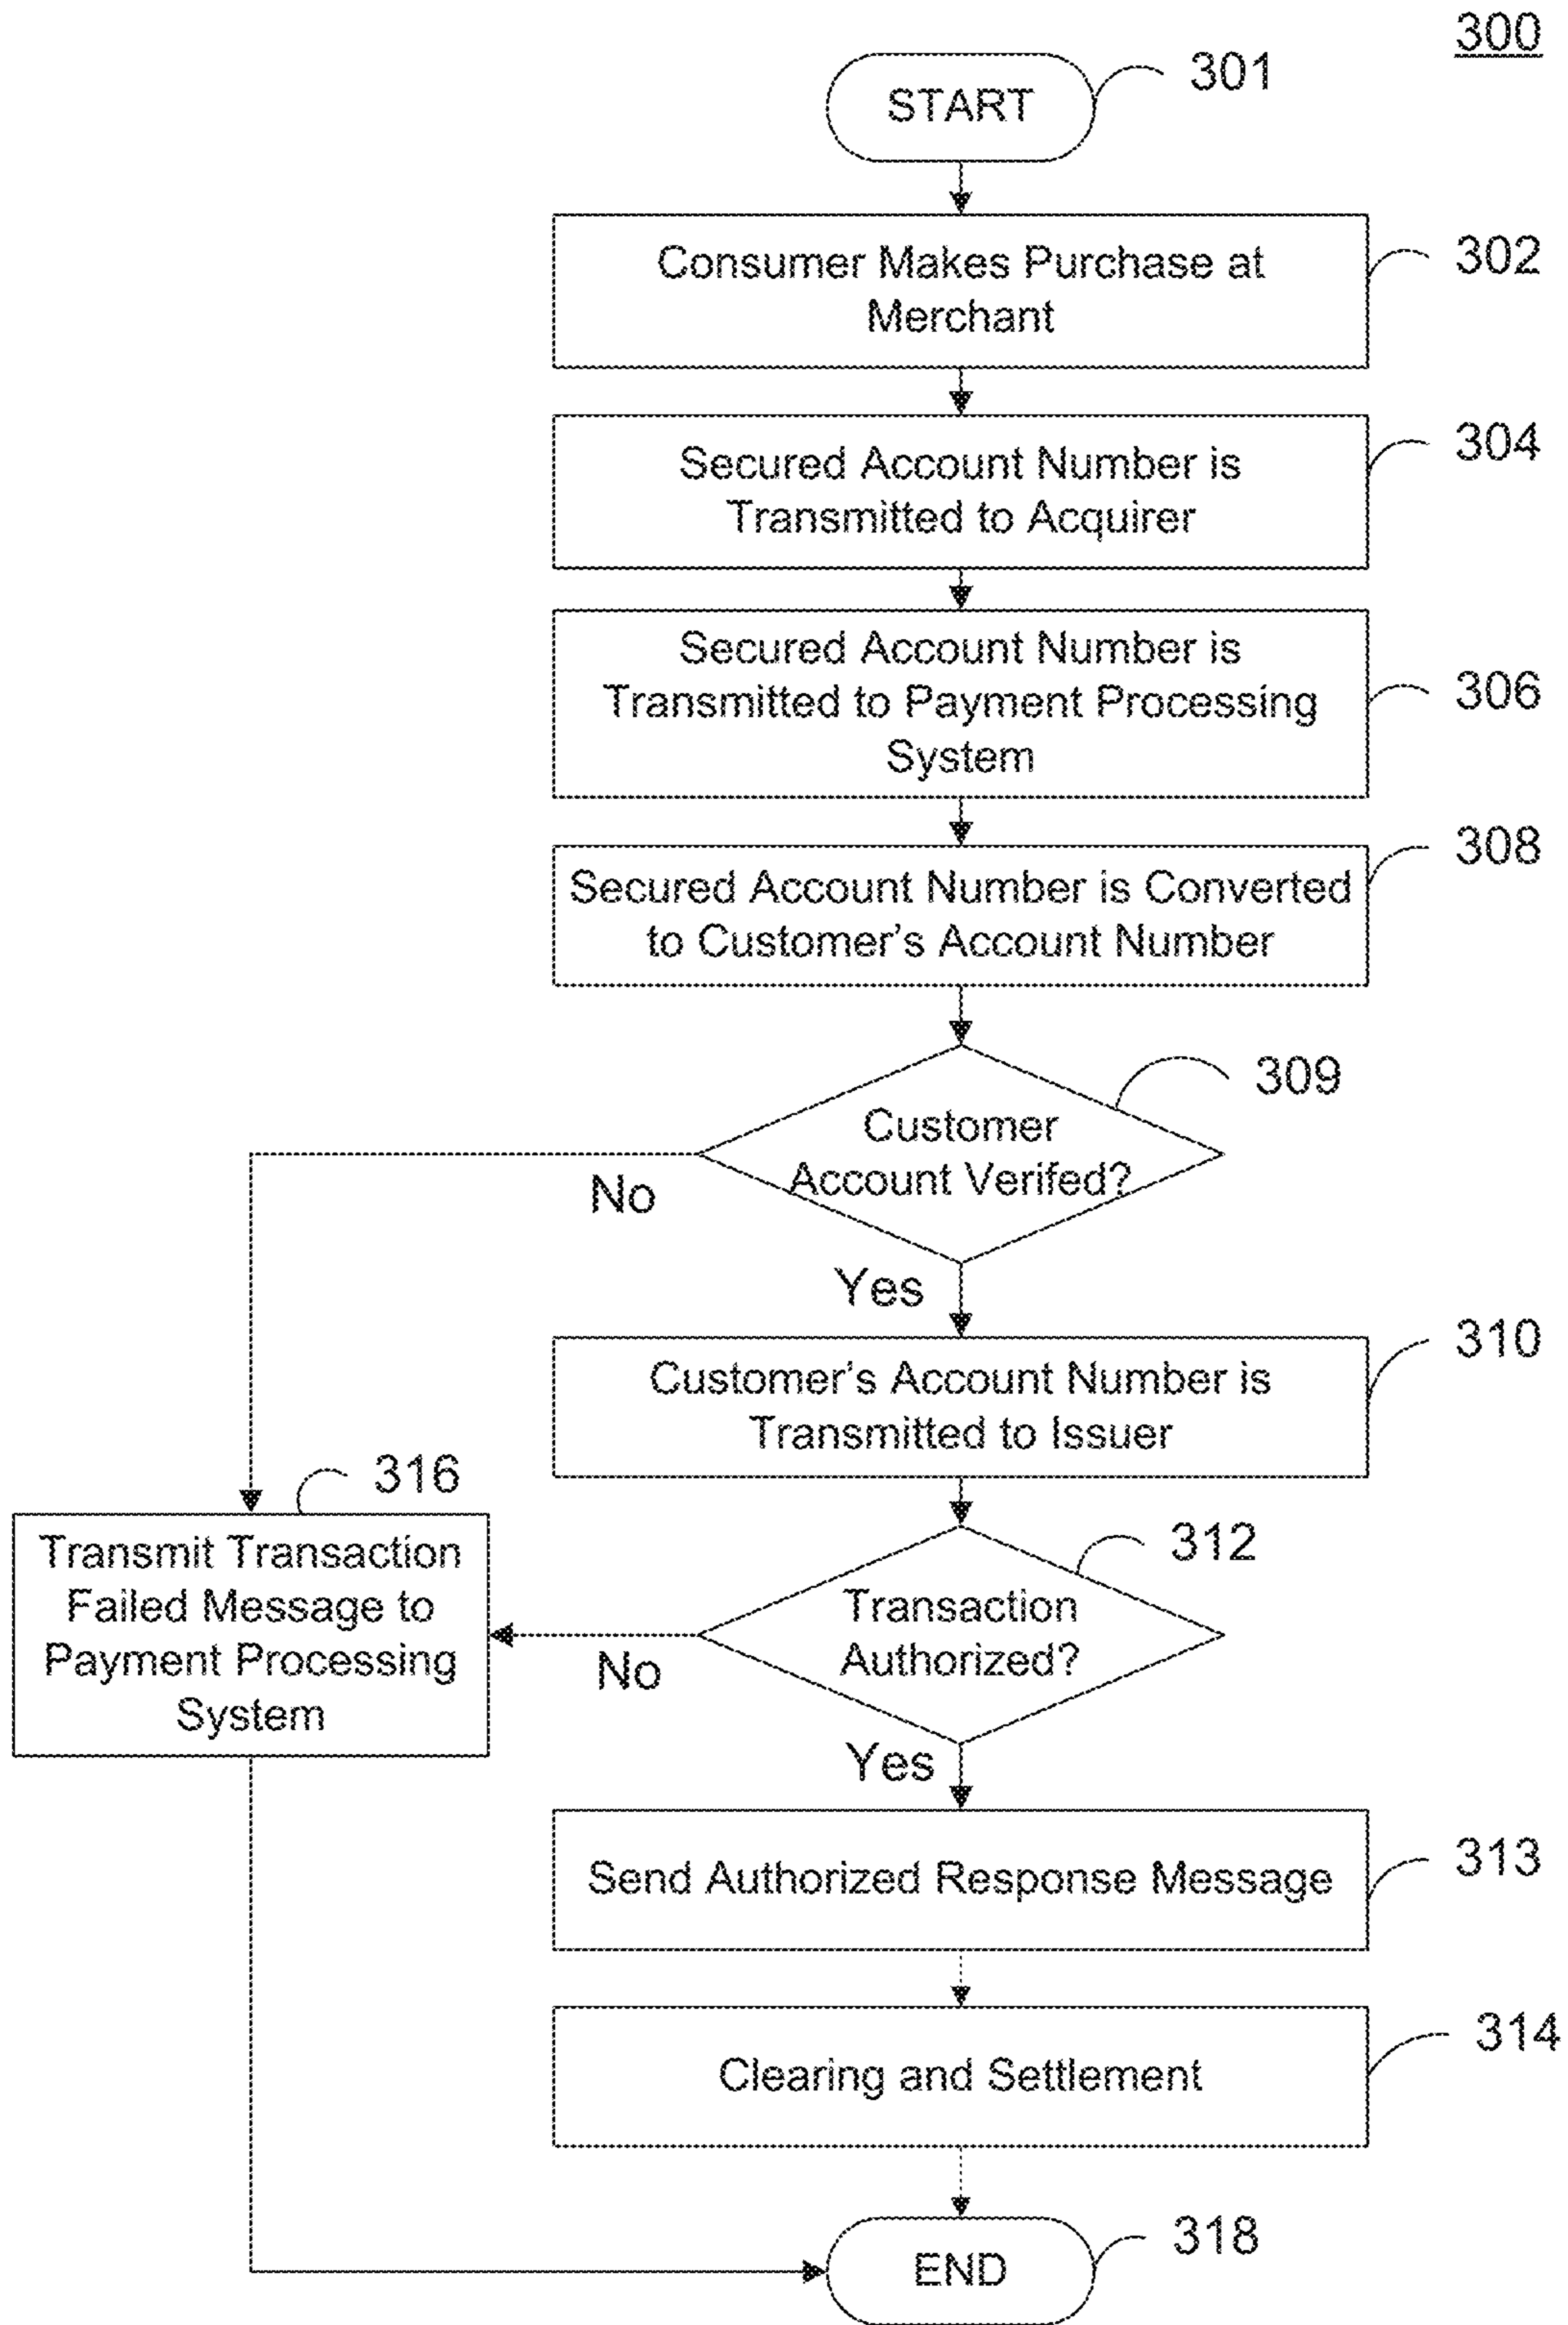 300
START
301
Consumer Makes Purchase at
Merchant
302
Secured Account Number is
Transmitted to Acquirer
304
Secured Account Number is
Transmitted to Payment Processing
System
306
Secured Account Number is Converted
to Customer's Account Number
308
Customer
Account Verifed?
309
No
Yes
Customer's Account Number is
Transmitted to Issuer
310
316
Transmit Transaction
Failed Message to
Payment Processing
System
Transaction
Authorized?
312
No
Yes
Send Authorized Response Message
313
Clearing and Settlement
314
END
318